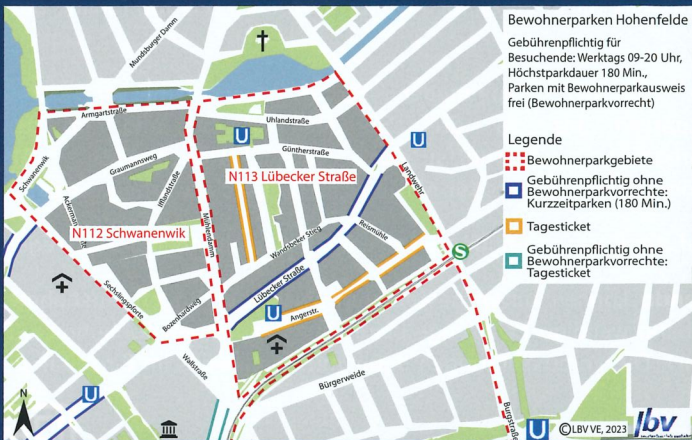 Bewohnerparken Hohenfelde
Gebührenpflichtig für
Besuchende: Werktags 09-20 Uhr,
Höchstparkdauer 180 Min.,
Parken mit Bewohnerparkausweis
frei (Bewohnerparkvorrecht)
Legende
Bewohnerparkgebiete
Gebührenpflichtig ohne
Bewohnerparkvorrechte:
Kurzzeitparken (180 Min.)
Tagesticket
Gebührenpflichtig ohne
Bewohnerparkvorrechte:
Tagesticket
Mundsburger Damm
Armgartstraße
Uhlandstraße
U
U
Güntherstraße
Graumannsweg
Schwanenwik
Ifflandstraße
N113 Lübecker Straße
Landwehr
Mühlendamm
N112 Schwanenwik
Reismühle
Wandsbeker Stieg
S
Lübecker Straße
Sechslingspforte
Bozenhardweg
U
Angerstr.
Wallstraße
Bürgerweide
Burgstraße
N
U
U
©LBV VE, 2023
lbv